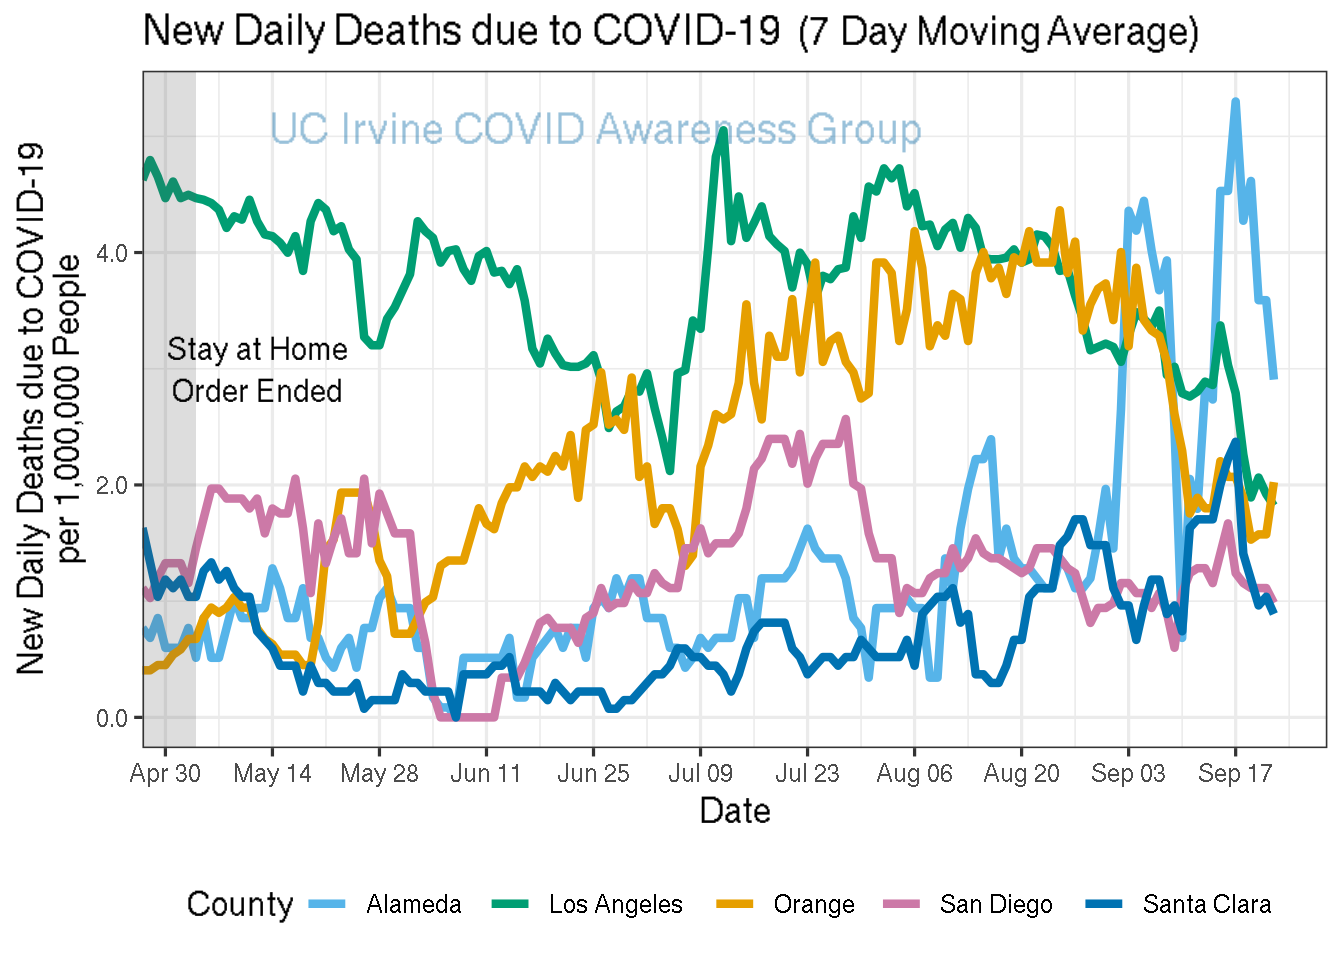 New Daily Deaths due to COVID-19 (7 Day Moving Average)
UC Irvine COVID Awareness Group
New Daily Deaths due to COVID-19
per 1,000,000 People
4.0
2.0
0.0
Stay at Home
Order Ended
Apr 30 May 14 May 28 Jun 11 Jun 25 Jul 09 Jul 23 Aug 06 Aug 20 Sep 03 Sep 17
Date
County Alameda Los Angeles Orange San Diego Santa Clara